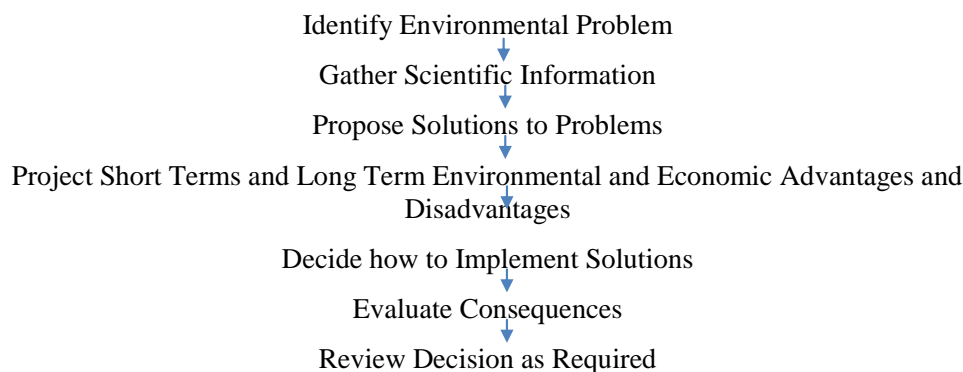 Identify Environmental Problem
Gather Scientific Information
Propose Solutions to Problems
Project Short Terms and Long Term Environmental and Economic Advantages and
Disadvantages
Decide how to Implement Solutions
Evaluate Consequences
Review Decision as Required